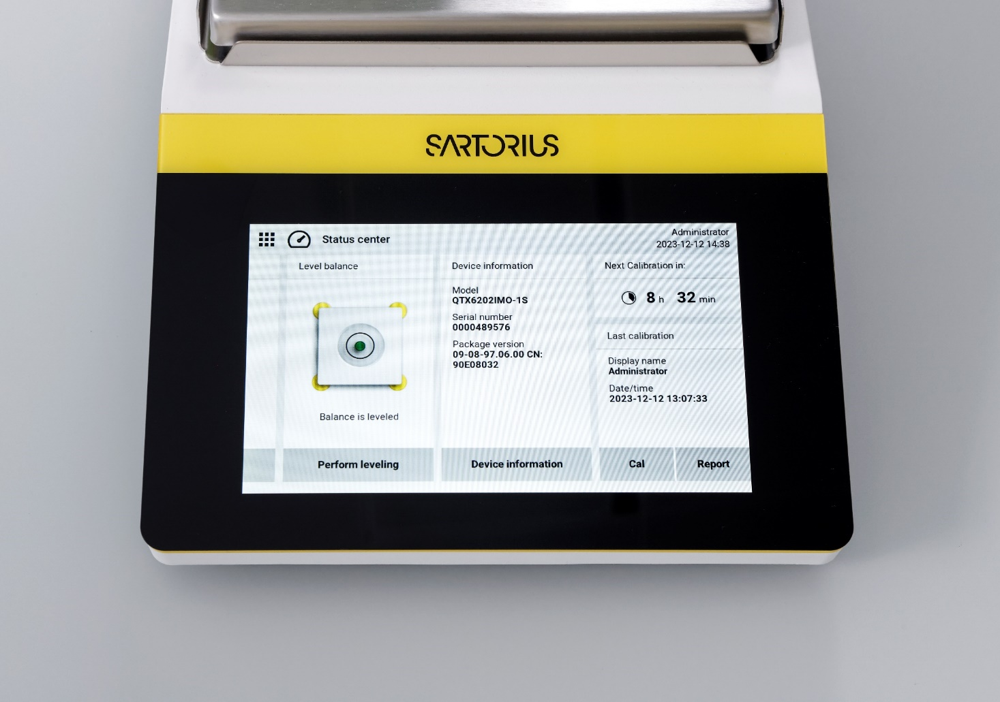 SARTORIUS
Status center
Administrator
2023-12-12 14:38
Level balance
Balance is leveled
Perform leveling
Device information
Model
QTX6202IMO-1S
Serial number
0000489576
Package version
09-08-97.06.00 CN:
90E08032
Device information
Next Calibration in:
8 h 32 min
Last calibration
Display name
Administrator
Date/time
2023-12-12 13:07:33
Cal
Report